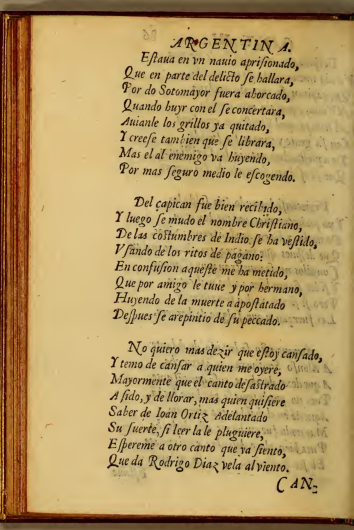 ARGENTINA.
Estaua en vn nauio aprisionado,
Que en parte del delicto se hallara,
Por do Sotomayor fuera ahorcado,
Quando huyr con el se concertara,
Auianle los grillos ya quitado,
Y creese tambien que se librara,
Mas el al enemigo va huyendo,
Por mas seguro medio le escogendo.
Del capican fue bien recibido,
Y luego se mudo el nombre Christiano,
De las costumbres de Indio se ha vestido,
Vsando de los ritos de pagano:
En confusion aqueste me ha metido,
Que por amigo le tuue y por hermano,
Huyendo de la muerte a apostatado
Despues se arepintio de su peccado.
No quiero mas dezir que estoy cansado,
Y temo de cansar a quien me oyere,
Mayormente que el canto desastrado
A sido, y de llorar, mas quien quisiere
Saber de Ioan Ortiz Adelantado
Su suerte, si leer la le pluguiere,
Espereme a otro canto que ya siento,
Que da Rodrigo Diaz vela al viento.
CAN-